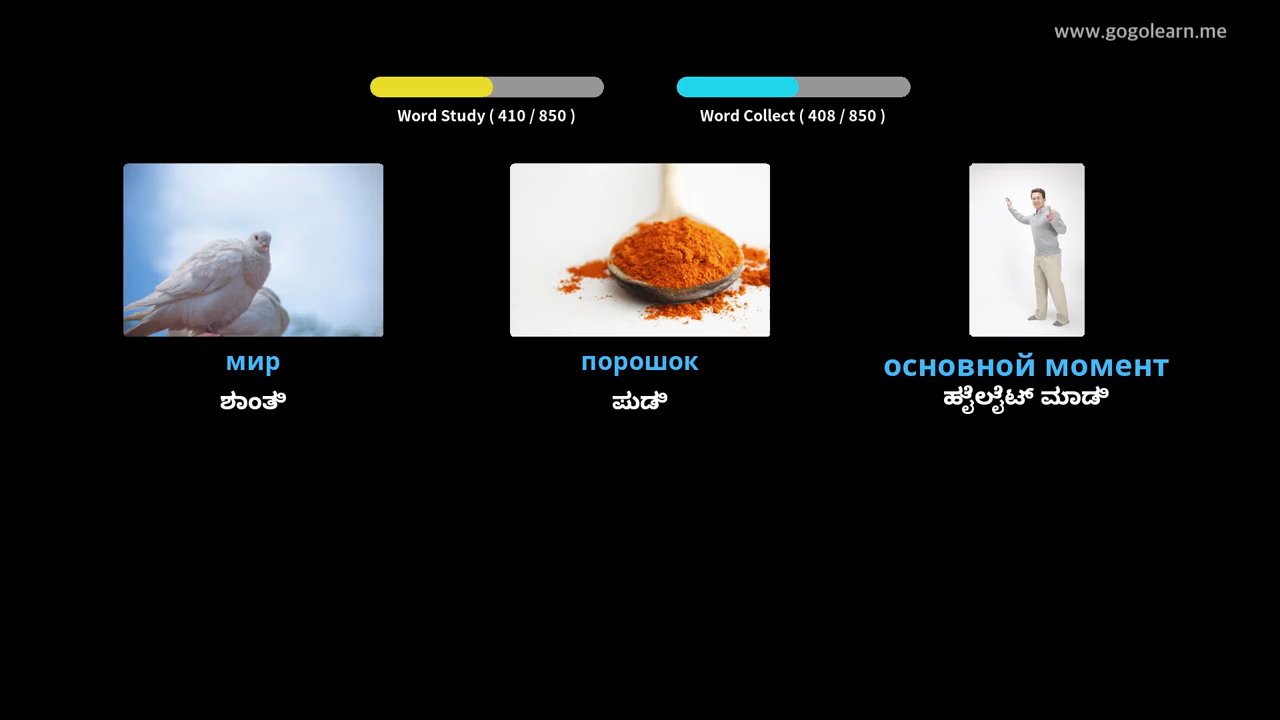 www.gogolearn.me
Word Study ( 410 / 850 )
Word Collect ( 408 / 850 )
мир
ಶಾಂತಿ
порошок
ಪುಡಿ
основной момент
ಹೈಲೈಟ್ ಮಾಡಿ